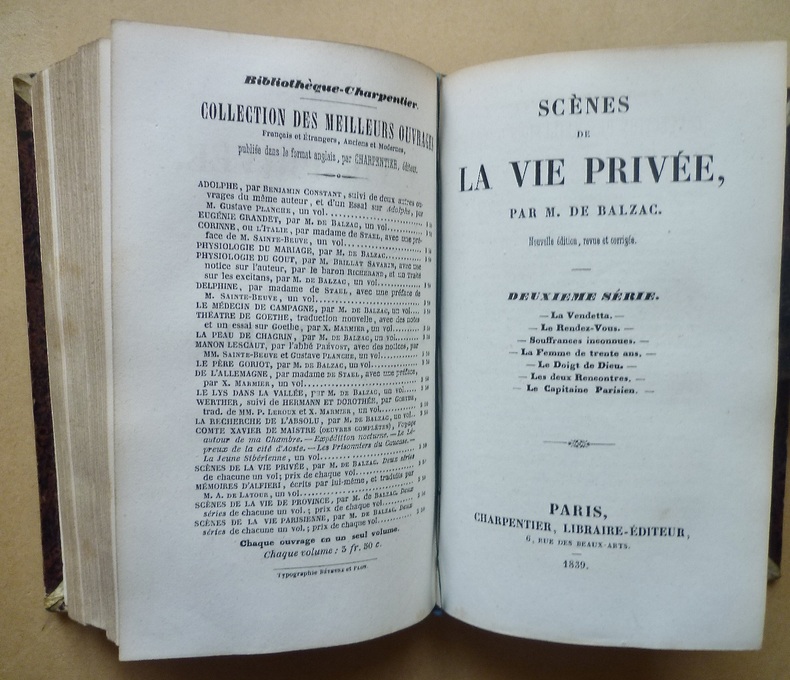 Bibliothèque-Charpentier.
COLLECTION DES MEILLEURS OUVRAGES
Français et Étrangers, Anciens et Modernes,
publiée dans le format anglais, par CHARPENTIER, éditeur.
ADOLPHE, par BENJAMIN CONSTANT, suivi de deux autres ou-
vrages du même auteur, et d'un Essai sur Adolphe, par
M. GUSTAVE PLANCHE, un vol.
EUGÉNIE GRANDET, par M. DE BALZAC, un vol.
CORINNE, OU L'ITALIE, par madame DE STAEL, avec une pré-
face de M. SAINTE-BEUVE, un vol.
PHYSIOLOGIE DU MARIAGE, par M. DE BALZAC.
PHYSIOLOGIE DU GOUT, par M. BRILLAT SAVARIN, avec une
notice sur l'auteur, par le baron RICHERAND, et un Traité
sur les excitans, par M. DE BALZAC, un vol.
DELPHINE, par madame DE STAEL, avec une préface de
M. SAINTE-BEUVE, un vol.
LE MÉDECIN DE CAMPAGNE, par M. DE BALZAC, un vol.
THÉATRE DE GOETHE, traduction nouvelle, avec des notes
et un essai sur Goethe, par X. MARMIER, un vol.
LA PEAU DE CHAGRIN, par M. DE BALZAC, un vol.
MANON LESCAUT, par l'abbé PRÉVOST, avec des notices, par
MM. SAINTE-BEUVE et GUSTAVE PLANCHE, un vol.
LE PÈRE GORIOT, par M. DE BALZAC, un vol.
DE L'ALLEMAGNE, par madame DE STAEL, avec une préface,
par X. MARMIER, un vol.
LE LYS DANS LA VALLÉE, par M. DE BALZAC, un vol.
WERTHER, suivi de HERMANN ET DOROTHÉE, par GOETHE,
trad. de MM. P. LEROUX et X. MARMIER, un vol.
LA RECHERCHE DE L'ABSOLU, par M. DE BALZAC, un vol.
COMTE XAVIER DE MAISTRE (OEUVRES COMPLÈTES), Voyage
autour de ma Chambre. — Expédition nocturne. — Le Lé-
preux de la cité d'Aoste. — Les Prisonniers du Caucase. —
La Jeune Sibérienne, un vol.
SCÈNES DE LA VIE PRIVÉE, par M. DE BALZAC. Deux séries
de chacune un vol; prix de chaque vol.
MÉMOIRES D'ALFIERI, écrits par lui-même, et traduits par
M. A. DE LATOUR, un vol.
SCÈNES DE LA VIE DE PROVINCE, par M. DE BALZAC. Deux
séries de chacune un vol.; prix de chaque vol.
SCÈNES DE LA VIE PARISIENNE, par M. DE BALZAC. Deux
séries de chacune un vol.; prix de chaque vol.
Chaque ouvrage en un seul volume.
Chaque volume : 3 fr. 50 c.
Typographie BÉTHUNE et PLON.
SCÈNES
DE
LA VIE PRIVÉE,
PAR M. DE BALZAC.
Nouvelle édition, revue et corrigée.
DEUXIEME SÉRIE.
— La Vendetta. —
— Le Rendez-Vous. —
— Souffrances inconnues. —
— La Femme de trente ans. —
— Le Doigt de Dieu. —
— Les deux Rencontres. —
— Le Capitaine Parisien. —
PARIS,
CHARPENTIER, LIBRAIRE-ÉDITEUR,
6, RUE DES BEAUX-ARTS.
1839.